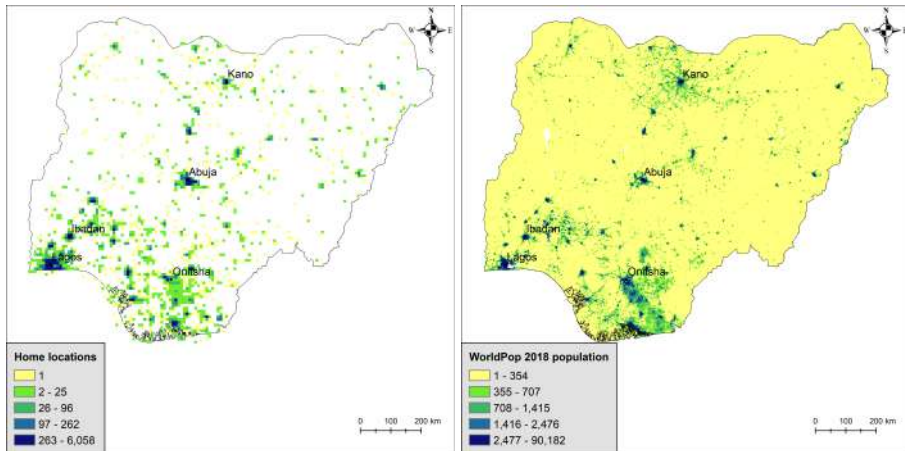 N
W E
S
Kano
Abuja
Ibadan
Lagos
Onitsha
Home locations
1
2 - 25
26 - 96
97 - 262
263 - 6,058
0 100 200 km
N
W E
S
Kano
Abuja
Ibadan
Lagos
Onitsha
WorldPop 2018 population
1 - 354
355 - 707
708 - 1,415
1,416 - 2,476
2,477 - 90,182
0 100 200 km